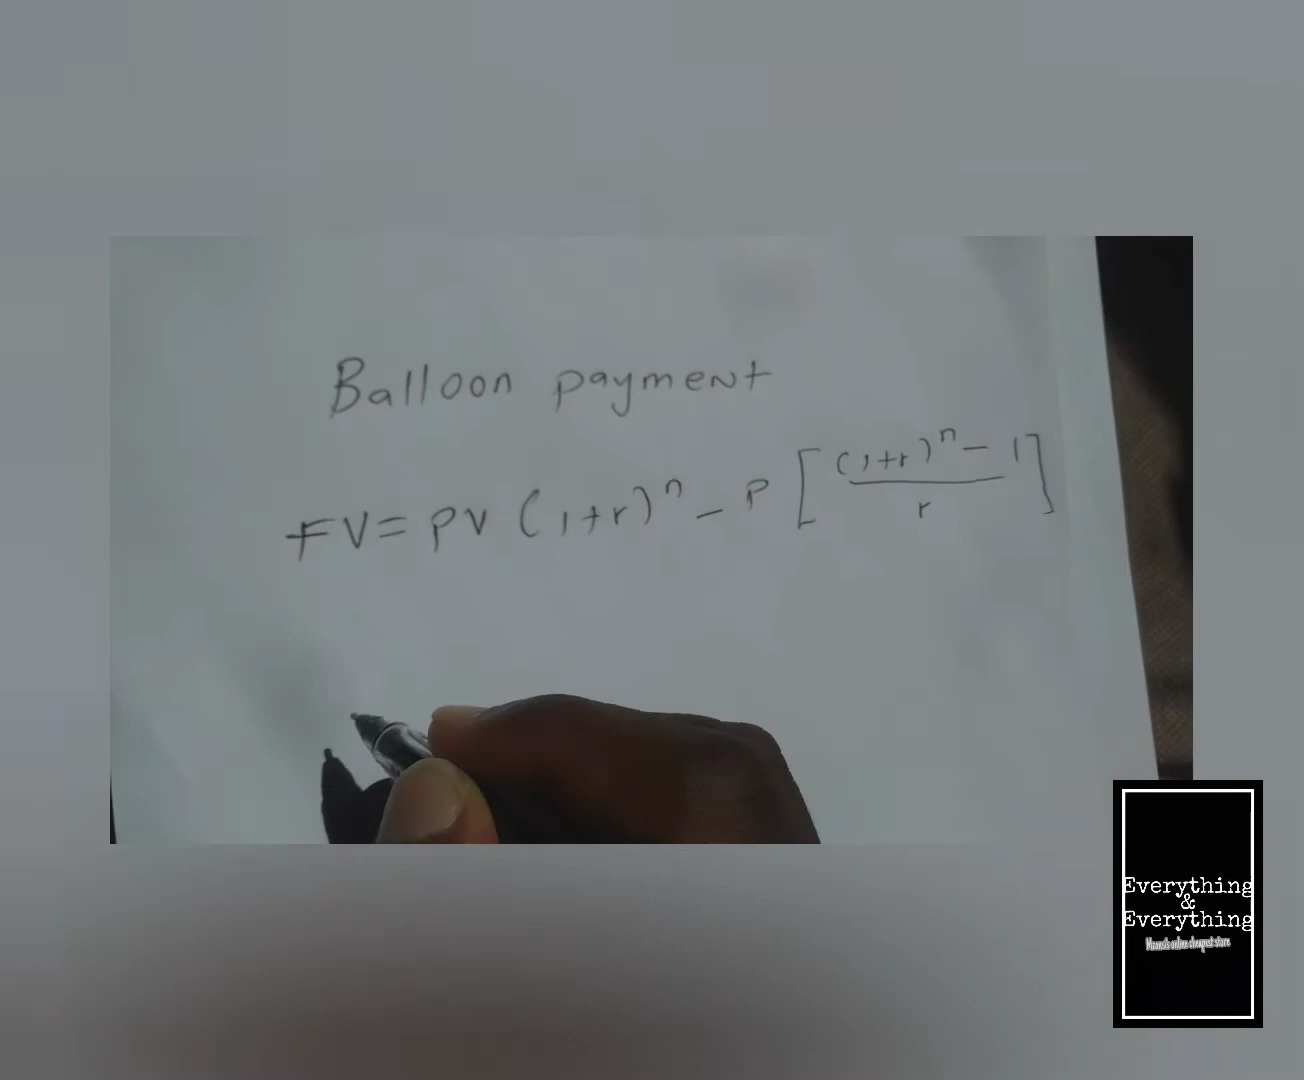 Balloon payment
FV = PV (1+r)^n - P [ (1+r)^n - 1 / r ]
Everything
&
Everything